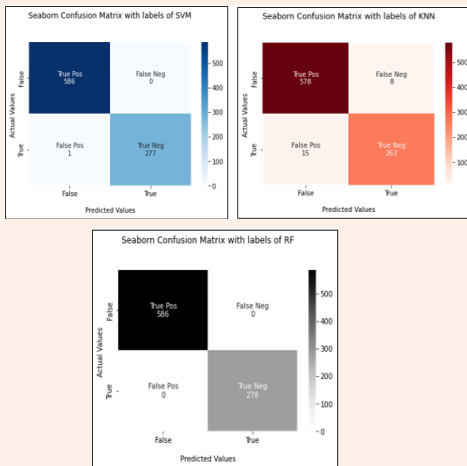 Seaborn Confusion Matrix with labels of SVM
Actual Values
False
True
True Pos
586
False Neg
0
False Pos
1
True Neg
277
False
True
Predicted Values
500
400
300
200
100
0
Seaborn Confusion Matrix with labels of KNN
Actual Values
False
True
True Pos
578
False Neg
8
False Pos
15
True Neg
263
False
True
Predicted Values
500
400
300
200
100
Seaborn Confusion Matrix with labels of RF
Actual Values
False
True
True Pos
586
False Neg
0
False Pos
0
True Neg
278
False
True
Predicted Values
500
400
300
200
100
0